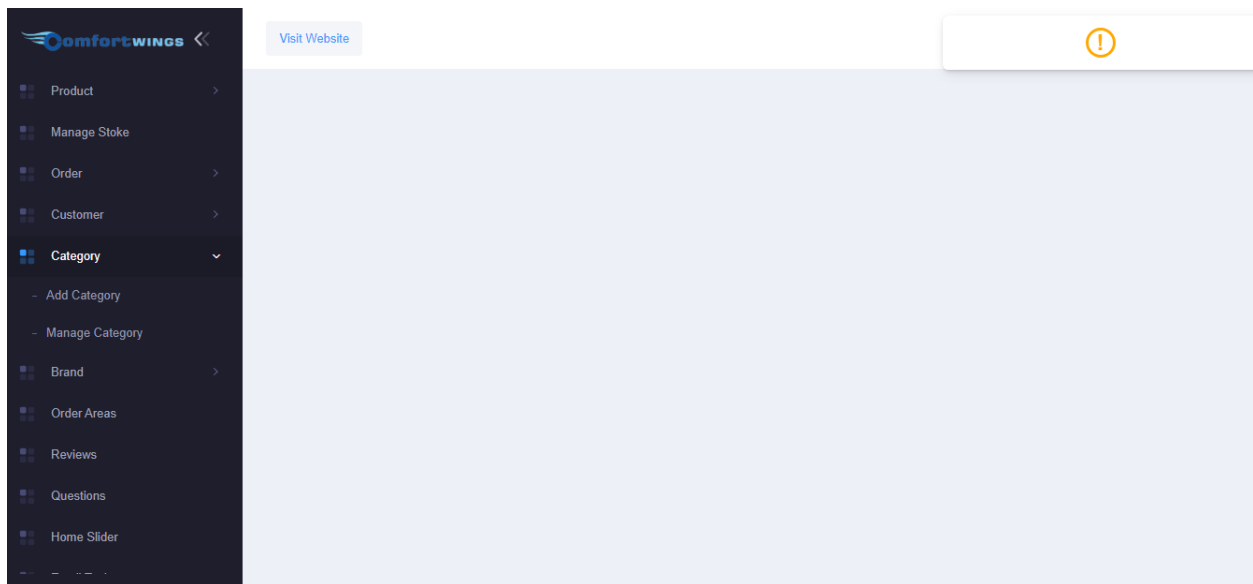 Comfortwings
Visit Website
Product
Manage Stoke
Order
Customer
Category
- Add Category
- Manage Category
Brand
Order Areas
Reviews
Questions
Home Slider